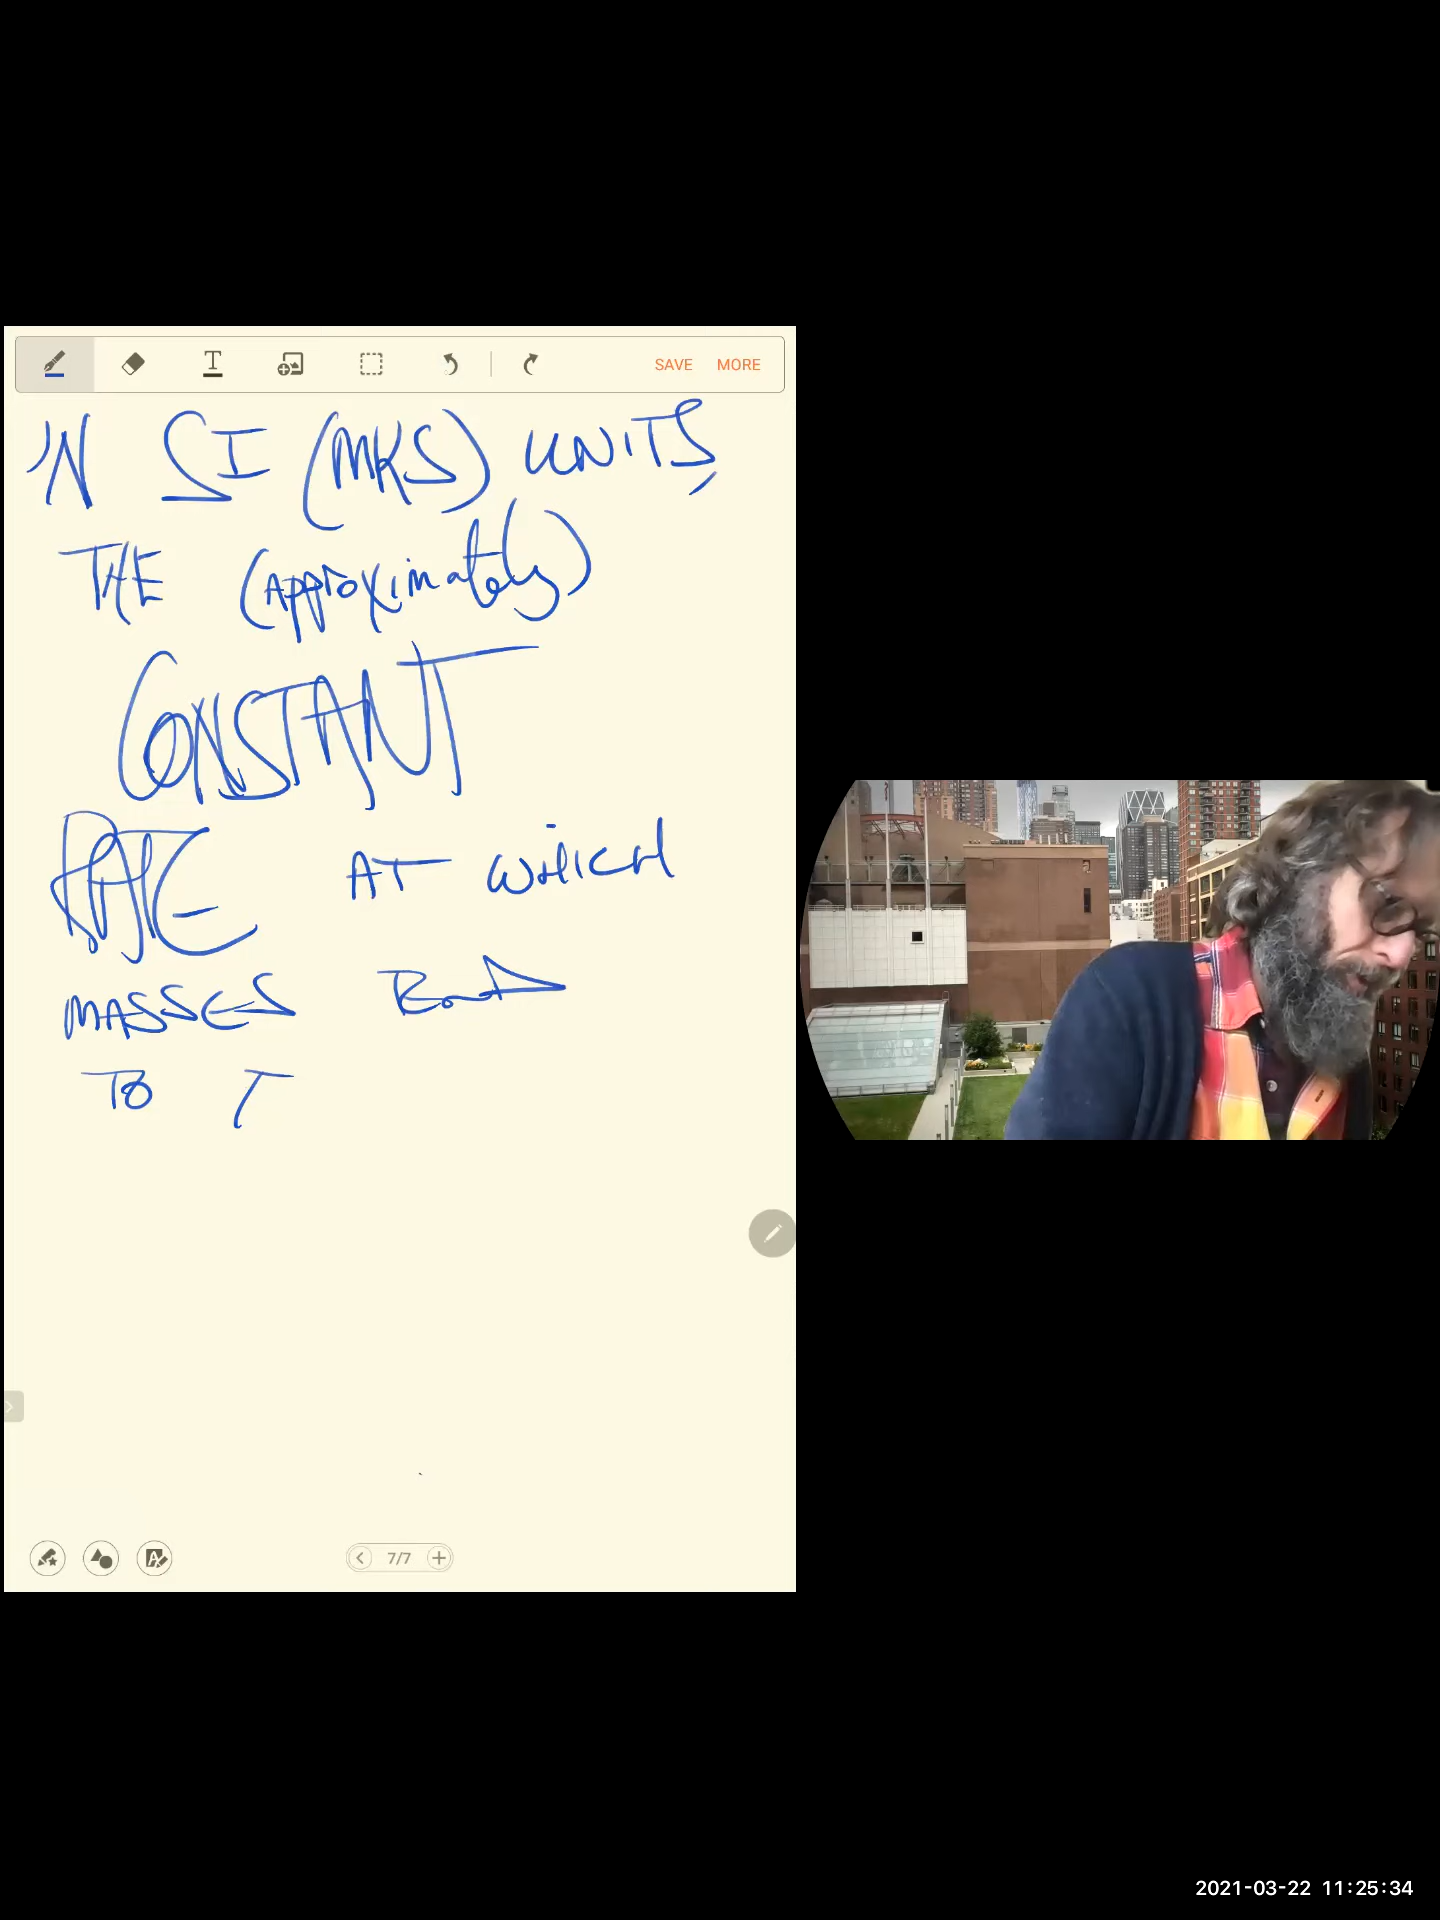 SAVE MORE
IN SI (MKS) UNITS,
THE (Approximately)
CONSTANT
RATE AT WHICH
MASSES
TO T
7/7
2021-03-22 11:25:34